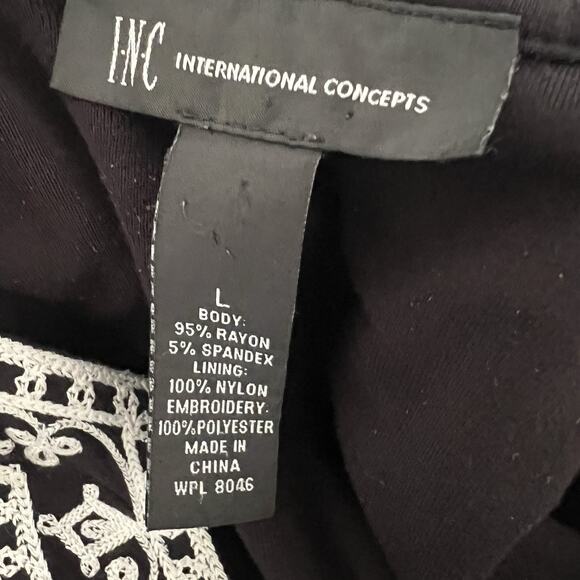 I·N·C INTERNATIONAL CONCEPTS
L
BODY:
95% RAYON
5% SPANDEX
LINING:
100% NYLON
EMBROIDERY:
100%POLYESTER
MADE IN
CHINA
WPL 8046